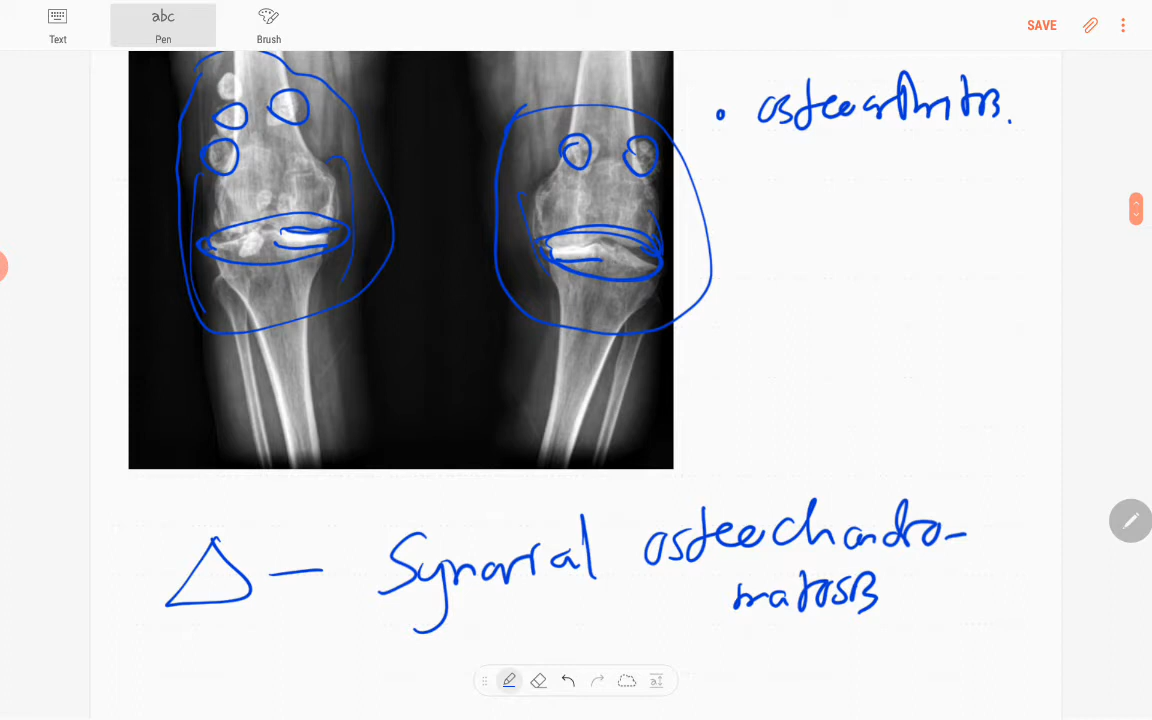 abc
Text
Pen
Brush
SAVE
• osteoarthritis.
Δ — Synovial osteochondro-
matosis